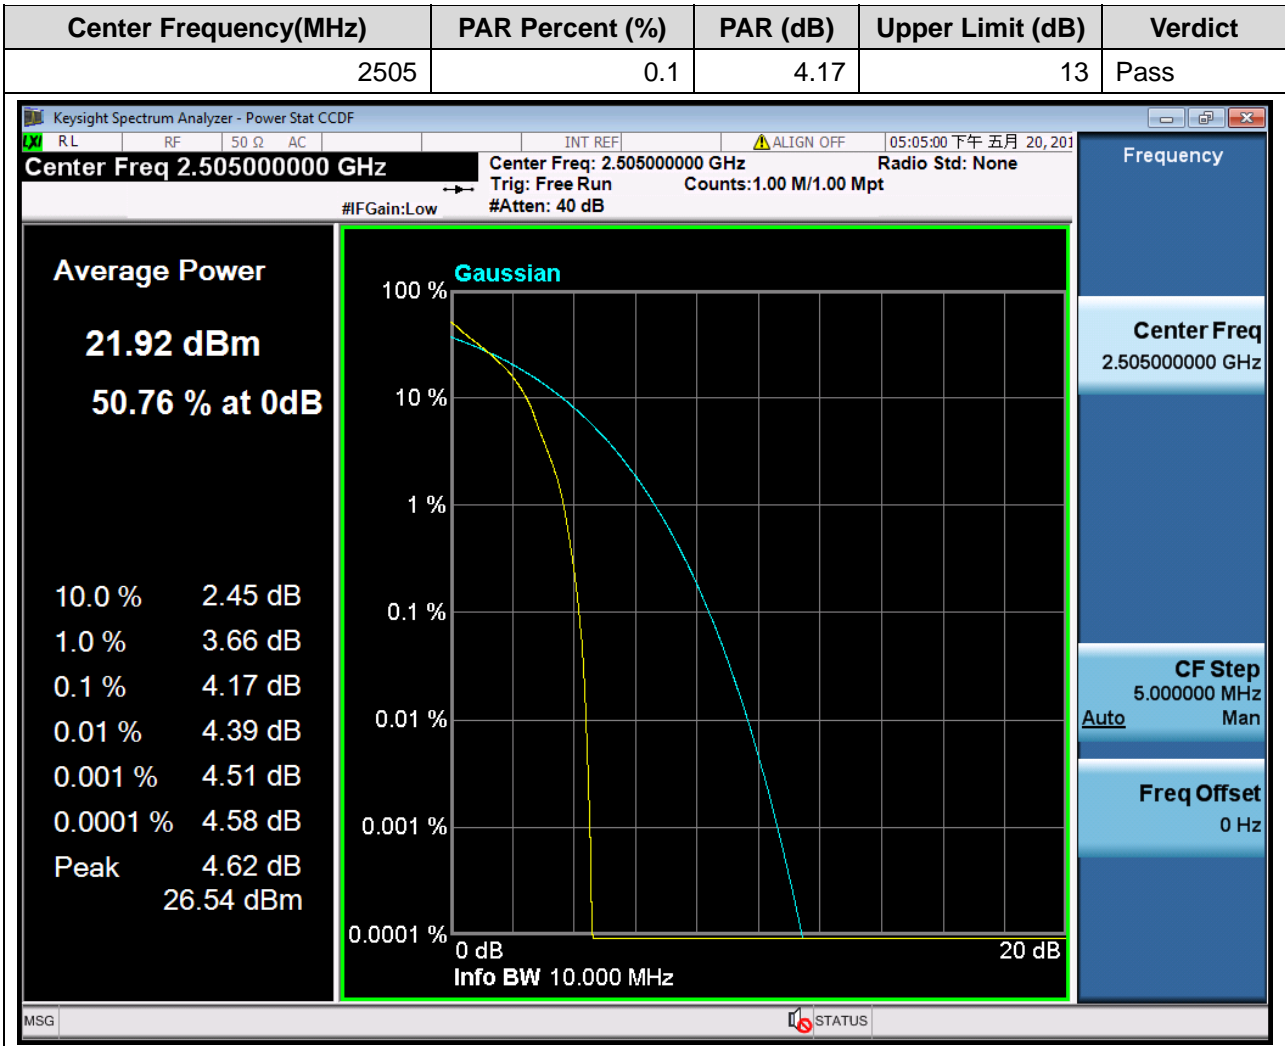 Center Frequency(MHz) PAR Percent (%) PAR (dB) Upper Limit (dB) Verdict
2505 0.1 4.17 13 Pass
Keysight Spectrum Analyzer - Power Stat CCDF
LXI RL RF 50 Ω AC INT REF ALIGN OFF 05:05:00 下午 五月 20, 201
Center Freq 2.505000000 GHz
Center Freq: 2.505000000 GHz Radio Std: None
Trig: Free Run Counts:1.00 M/1.00 Mpt
#IFGain:Low #Atten: 40 dB
Average Power
21.92 dBm
50.76 % at 0dB
10.0 % 2.45 dB
1.0 % 3.66 dB
0.1 % 4.17 dB
0.01 % 4.39 dB
0.001 % 4.51 dB
0.0001 % 4.58 dB
Peak 4.62 dB
26.54 dBm
Gaussian
100 %
10 %
1 %
0.1 %
0.01 %
0.001 %
0.0001 %
0 dB 20 dB
Info BW 10.000 MHz
Frequency
Center Freq
2.505000000 GHz
CF Step
5.000000 MHz
Auto Man
Freq Offset
0 Hz
MSG STATUS